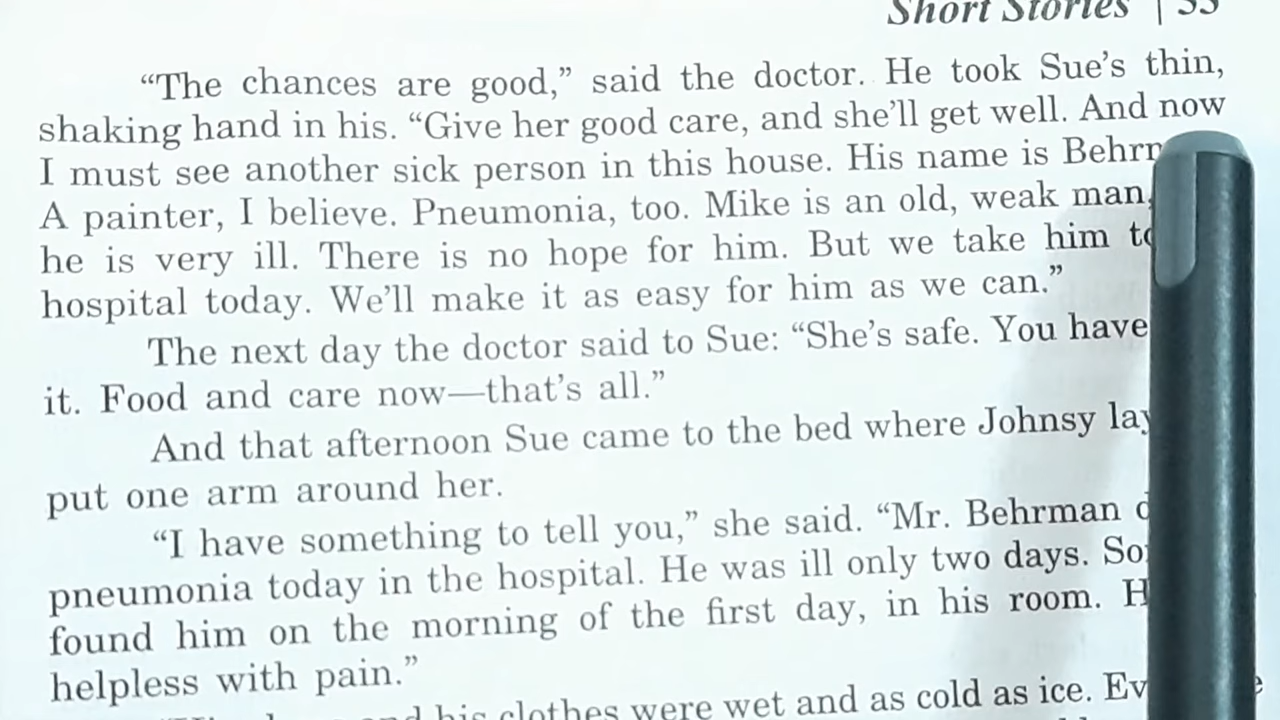 Short Stories | 33
“The chances are good,” said the doctor. He took Sue’s thin,
shaking hand in his. “Give her good care, and she’ll get well. And now
I must see another sick person in this house. His name is
A painter, I believe. Pneumonia, too. Mike is an old, weak man,
he is very ill. There is no hope for him. But we take him
hospital today. We’ll make it as easy for him as we can.”
The next day the doctor said to Sue: “She’s safe. You have
it. Food and care now—that’s all.”
And that afternoon Sue came to the bed where Johnsy
put one arm around her.
“I have something to tell you,” she said. “Mr. Behrman
pneumonia today in the hospital. He was ill only two days.
found him on the morning of the first day, in his room.
helpless with pain.”
his clothes were wet and as cold as ice.